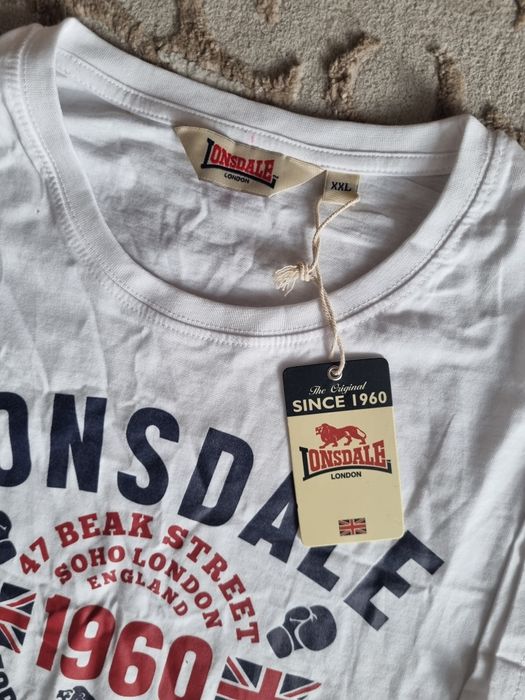 LONSDALE
LONDON
XXL
The Original
SINCE 1960
LONSDALE
LONDON
ONSDALE
47 BEAK STREET
SOHO LONDON
ENGLAND
1960